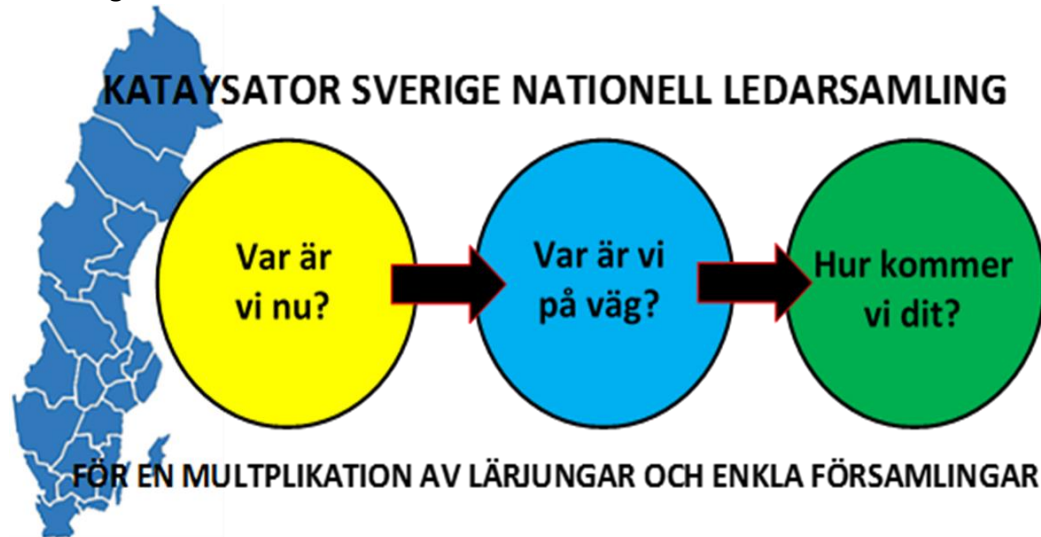 KATAYSATOR SVERIGE NATIONELL LEDARSAMLING
Var är
vi nu?
Var är vi
på väg?
Hur kommer
vi dit?
FÖR EN MULTPLIKATION AV LÄRJUNGAR OCH ENKLA FÖRSAMLINGAR